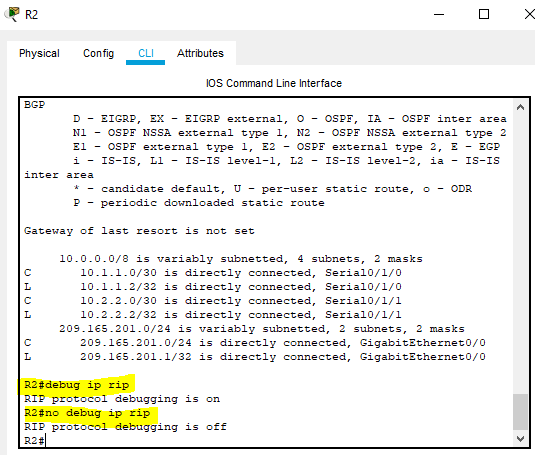 R2
Physical Config CLI Attributes
IOS Command Line Interface
BGP
D - EIGRP, EX - EIGRP external, O - OSPF, IA - OSPF inter area
N1 - OSPF NSSA external type 1, N2 - OSPF NSSA external type 2
E1 - OSPF external type 1, E2 - OSPF external type 2, E - EGP
i - IS-IS, L1 - IS-IS level-1, L2 - IS-IS level-2, ia - IS-IS
inter area
* - candidate default, U - per-user static route, o - ODR
P - periodic downloaded static route
Gateway of last resort is not set
10.0.0.0/8 is variably subnetted, 4 subnets, 2 masks
C 10.1.1.0/30 is directly connected, Serial0/1/0
L 10.1.1.2/32 is directly connected, Serial0/1/0
C 10.2.2.0/30 is directly connected, Serial0/1/1
L 10.2.2.2/32 is directly connected, Serial0/1/1
209.165.201.0/24 is variably subnetted, 2 subnets, 2 masks
C 209.165.201.0/24 is directly connected, GigabitEthernet0/0
L 209.165.201.1/32 is directly connected, GigabitEthernet0/0
R2#debug ip rip
RIP protocol debugging is on
R2#no debug ip rip
RIP protocol debugging is off
R2#